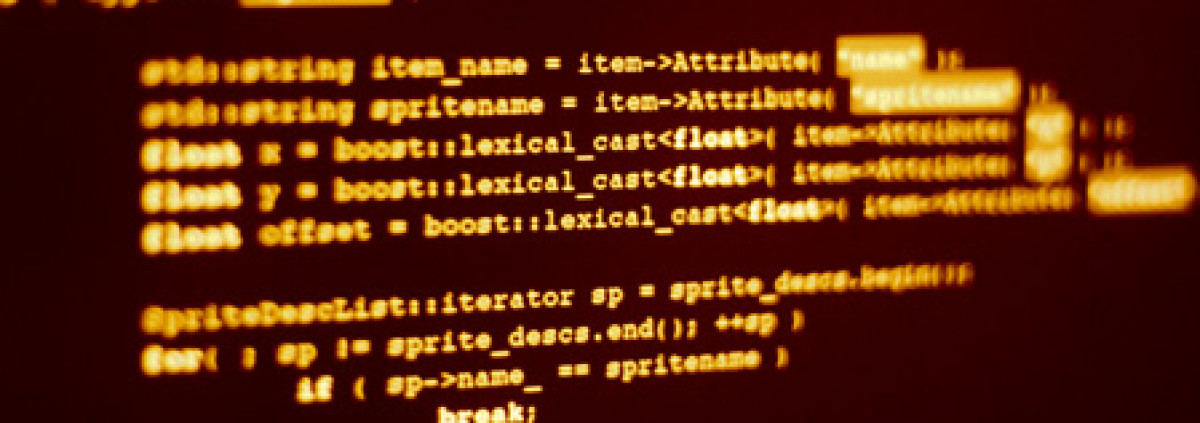 std::string item_name = item->Attribute( "name" );
std::string spritename = item->Attribute( "spritename" );
float x = boost::lexical_cast<float>( item->Attribute(
float y = boost::lexical_cast<float>( item->Attribute(
float offset = boost::lexical_cast<float>( item->Attribute( "offset"
SpriteDescList::iterator sp = sprite_descs.begin();
for( ; sp != sprite_descs.end(); ++sp )
if ( sp->name_ == spritename )
break;